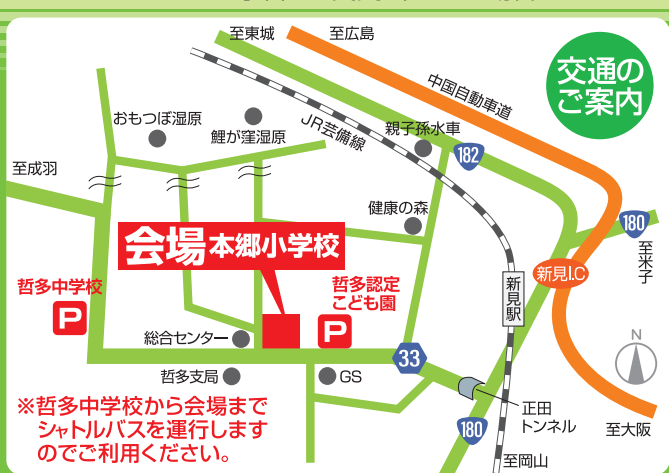 至東城
至広島
交通の
ご案内
中国自動車道
おもつぼ湿原
鯉が窪湿原
JR芸備線
親子孫水車
182
至成羽
健康の森
180
至米子
会場 本郷小学校
新見I.C
新見駅
哲多中学校
P
哲多認定
こども園
P
総合センター
33
N
哲多支局
GS
正田
トンネル
180
至大阪
至岡山
※哲多中学校から会場まで
シャトルバスを運行します
のでご利用ください。